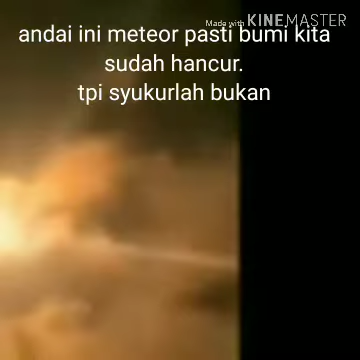 Made with KINEMASTER
andai ini meteor pasti bumi kita
sudah hancur.
tpi syukurlah bukan